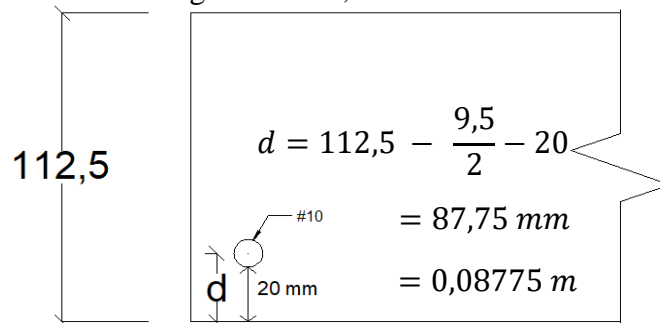 112,5
d = 112,5 − 9,5/2 − 20
#10
= 87,75 mm
d
20 mm
= 0,08775 m